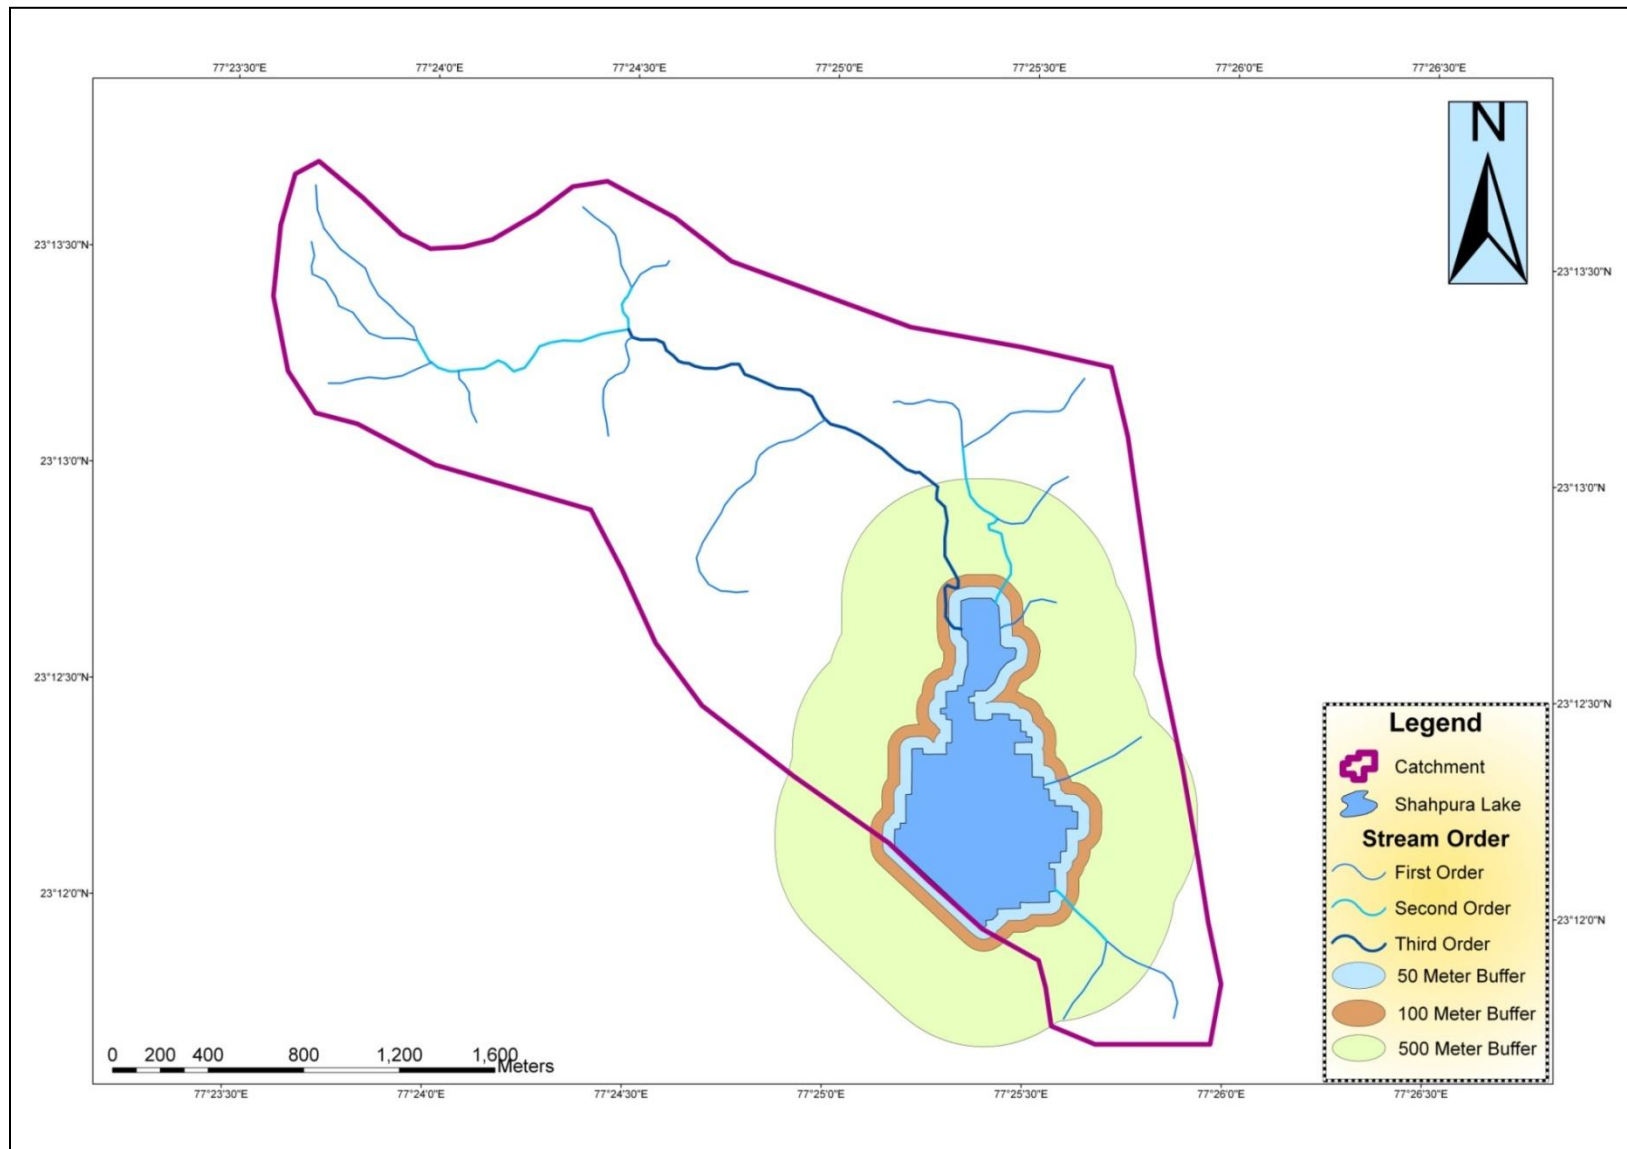 77°23'30"E 77°24'0"E 77°24'30"E 77°25'0"E 77°25'30"E 77°26'0"E 77°26'30"E
N
23°13'30"N
23°13'30"N
23°13'0"N
23°13'0"N
23°12'30"N
23°12'30"N
23°12'0"N
23°12'0"N
Legend
Catchment
Shahpura Lake
Stream Order
First Order
Second Order
Third Order
50 Meter Buffer
100 Meter Buffer
500 Meter Buffer
0 200 400 800 1,200 1,600
Meters
77°23'30"E 77°24'0"E 77°24'30"E 77°25'0"E 77°25'30"E 77°26'0"E 77°26'30"E